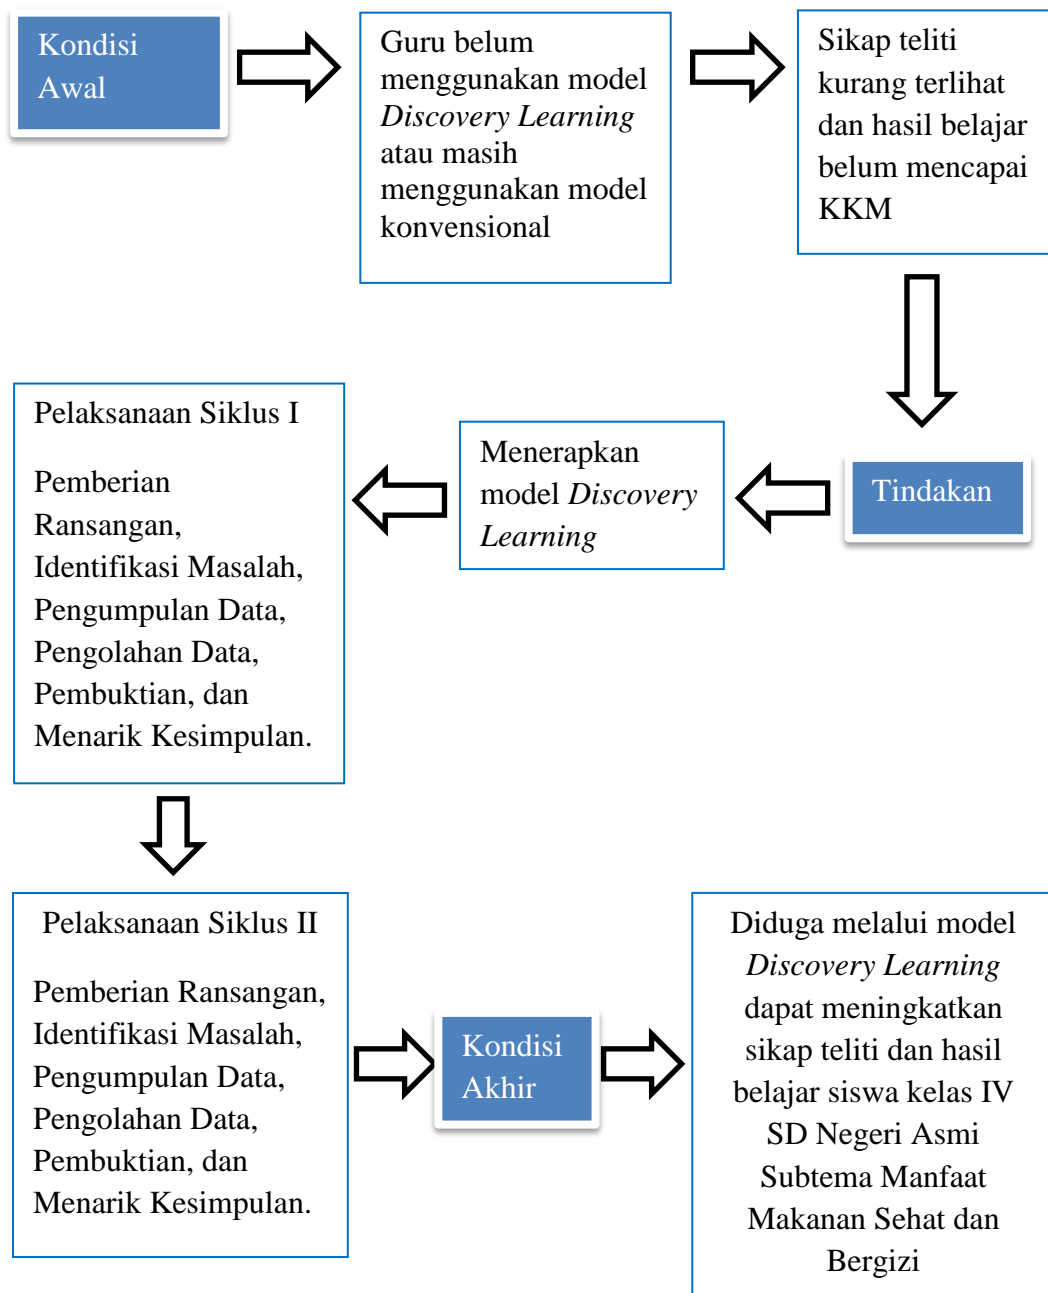 Kondisi
Awal
Guru belum
menggunakan model
Discovery Learning
atau masih
menggunakan model
konvensional
Sikap teliti
kurang terlihat
dan hasil belajar
belum mencapai
KKM
Tindakan
Menerapkan
model Discovery
Learning
Pelaksanaan Siklus I
Pemberian
Ransangan,
Identifikasi Masalah,
Pengumpulan Data,
Pengolahan Data,
Pembuktian, dan
Menarik Kesimpulan.
Pelaksanaan Siklus II
Pemberian Ransangan,
Identifikasi Masalah,
Pengumpulan Data,
Pengolahan Data,
Pembuktian, dan
Menarik Kesimpulan.
Kondisi
Akhir
Diduga melalui model
Discovery Learning
dapat meningkatkan
sikap teliti dan hasil
belajar siswa kelas IV
SD Negeri Asmi
Subtema Manfaat
Makanan Sehat dan
Bergizi